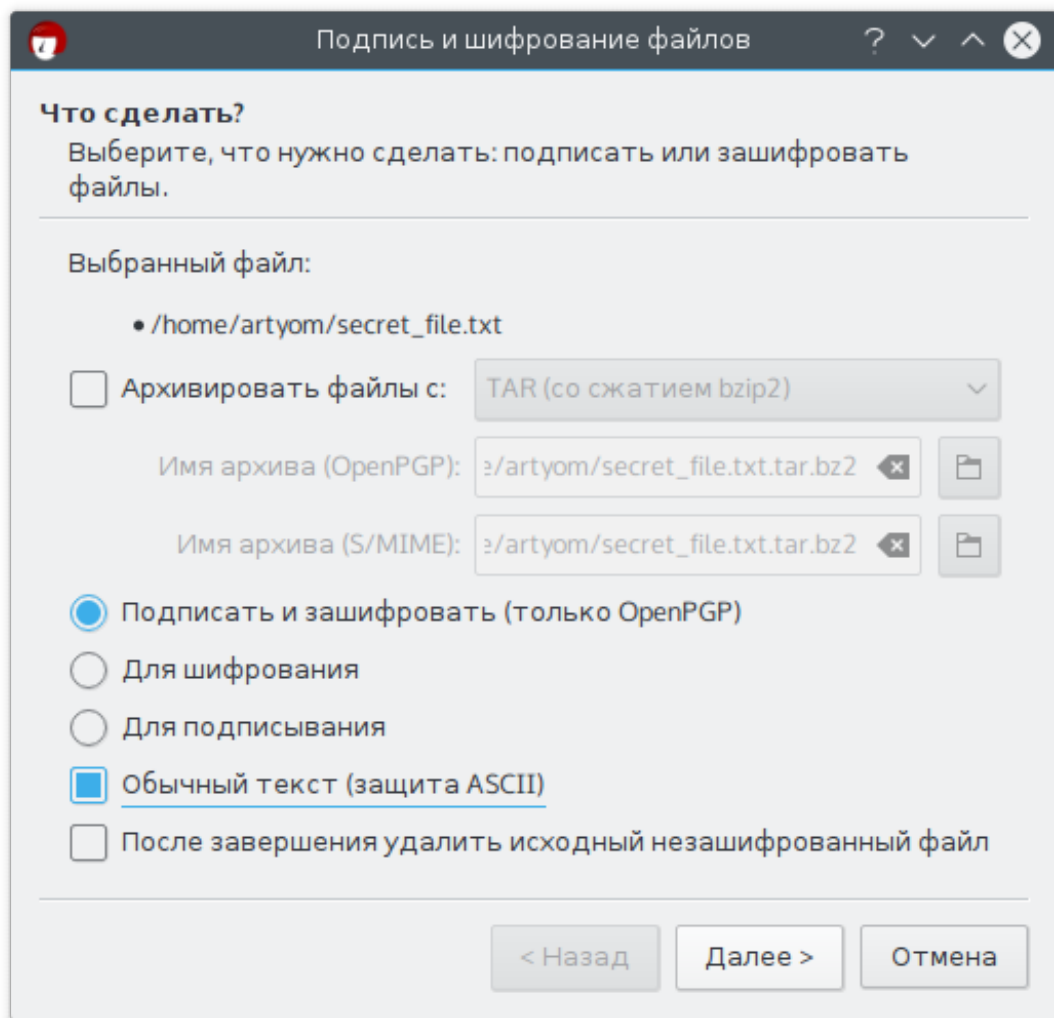 Подпись и шифрование файлов
Что сделать?
Выберите, что нужно сделать: подписать или зашифровать
файлы.
Выбранный файл:
• /home/artyom/secret_file.txt
Архивировать файлы с: TAR (со сжатием bzip2)
Имя архива (OpenPGP): e/artyom/secret_file.txt.tar.bz2
Имя архива (S/MIME): e/artyom/secret_file.txt.tar.bz2
Подписать и зашифровать (только OpenPGP)
Для шифрования
Для подписывания
Обычный текст (защита ASCII)
После завершения удалить исходный незашифрованный файл
< Назад Далее > Отмена